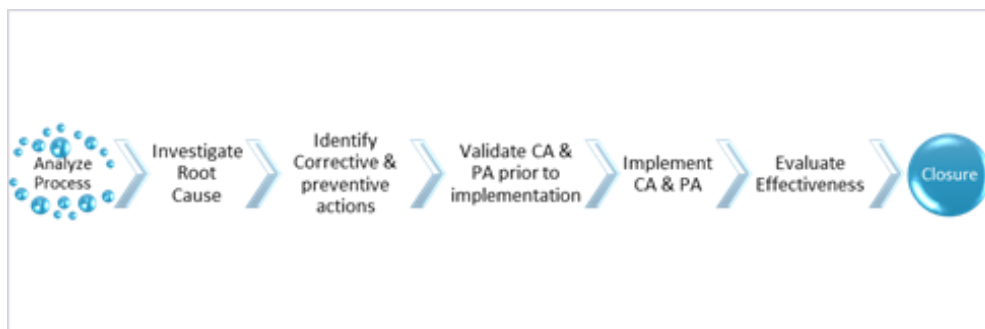 Analyze
Process
Investigate
Root
Cause
Identify
Corrective &
preventive
actions
Validate CA &
PA prior to
implementation
Implement
CA & PA
Evaluate
Effectiveness
Closure